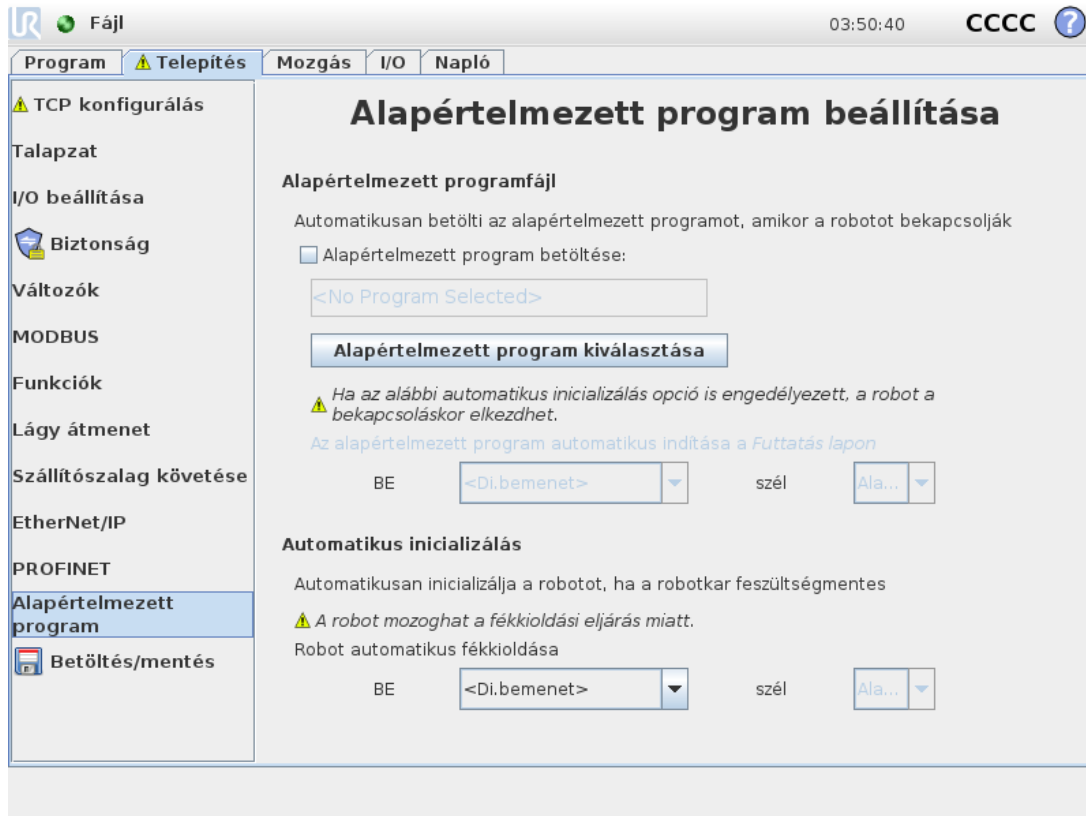 UR Fájl 03:50:40 CCCC ?
Program Telepítés Mozgás I/O Napló
TCP konfigurálás
Talapzat
I/O beállítása
Biztonság
Változók
MODBUS
Funkciók
Lágy átmenet
Szállítószalag követése
EtherNet/IP
PROFINET
Alapértelmezett
program
Betöltés/mentés
Alapértelmezett program beállítása
Alapértelmezett programfájl
Automatikusan betölti az alapértelmezett programot, amikor a robotot bekapcsolják
Alapértelmezett program betöltése:
<No Program Selected>
Alapértelmezett program kiválasztása
Ha az alábbi automatikus inicializálás opció is engedélyezett, a robot a
bekapcsoláskor elkezdhet.
Az alapértelmezett program automatikus indítása a Futtatás lapon
BE <Di.bemenet> szél Ala...
Automatikus inicializálás
Automatikusan inicializálja a robotot, ha a robotkar feszültségmentes
A robot mozoghat a fékkioldási eljárás miatt.
Robot automatikus fékkioldása
BE <Di.bemenet> szél Ala...